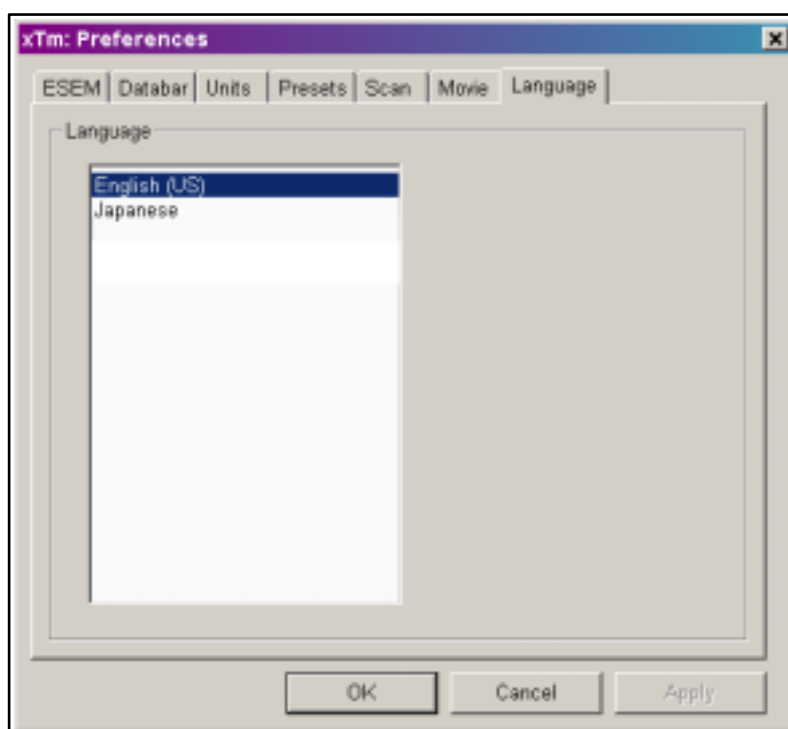 xTm: Preferences
ESEM Databar Units Presets Scan Movie Language
Language
English (US)
Japanese
OK Cancel Apply